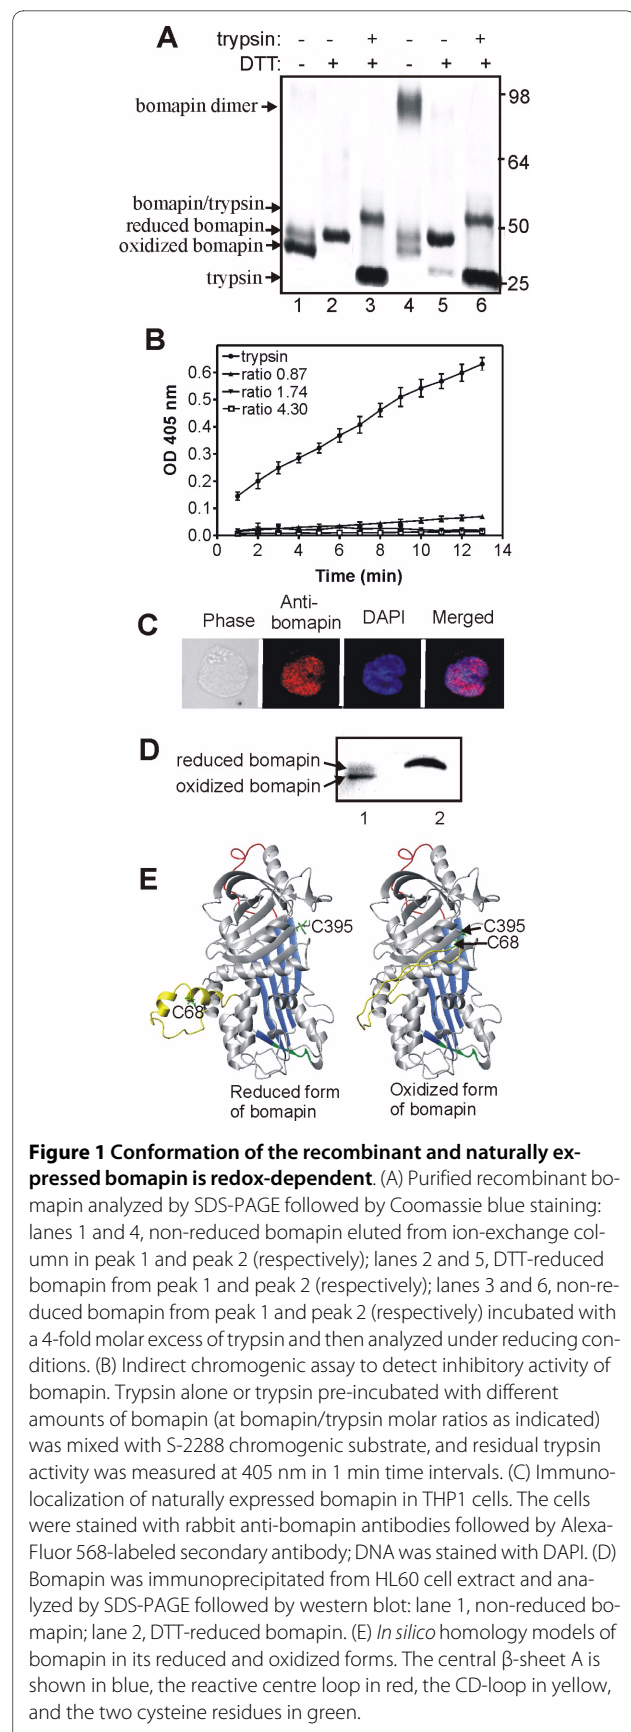 A
trypsin: - - + - - +
DTT: - + + - + +
bomapin dimer
98
64
bomapin/trypsin
reduced bomapin
50
oxidized bomapin
trypsin
25
1 2 3 4 5 6
B
trypsin
ratio 0.87
ratio 1.74
ratio 4.30
OD 405 nm
0.6
0.5
0.4
0.3
0.2
0.1
0.0
0 2 4 6 8 10 12 14
Time (min)
C
Phase
Anti-
bomapin
DAPI
Merged
D
reduced bomapin
oxidized bomapin
1 2
E
C395
C68
Reduced form
of bomapin
C395
C68
Oxidized form
of bomapin
Figure 1 Conformation of the recombinant and naturally ex-
pressed bomapin is redox-dependent. (A) Purified recombinant bo-
mapin analyzed by SDS-PAGE followed by Coomassie blue staining:
lanes 1 and 4, non-reduced bomapin eluted from ion-exchange col-
umn in peak 1 and peak 2 (respectively); lanes 2 and 5, DTT-reduced
bomapin from peak 1 and peak 2 (respectively); lanes 3 and 6, non-re-
duced bomapin from peak 1 and peak 2 (respectively) incubated with
a 4-fold molar excess of trypsin and then analyzed under reducing con-
ditions. (B) Indirect chromogenic assay to detect inhibitory activity of
bomapin. Trypsin alone or trypsin pre-incubated with different
amounts of bomapin (at bomapin/trypsin molar ratios as indicated)
was mixed with S-2288 chromogenic substrate, and residual trypsin
activity was measured at 405 nm in 1 min time intervals. (C) Immuno-
localization of naturally expressed bomapin in THP1 cells. The cells
were stained with rabbit anti-bomapin antibodies followed by Alexa-
Fluor 568-labeled secondary antibody; DNA was stained with DAPI. (D)
Bomapin was immunoprecipitated from HL60 cell extract and ana-
lyzed by SDS-PAGE followed by western blot: lane 1, non-reduced bo-
mapin; lane 2, DTT-reduced bomapin. (E) In silico homology models of
bomapin in its reduced and oxidized forms. The central β-sheet A is
shown in blue, the reactive centre loop in red, the CD-loop in yellow,
and the two cysteine residues in green.